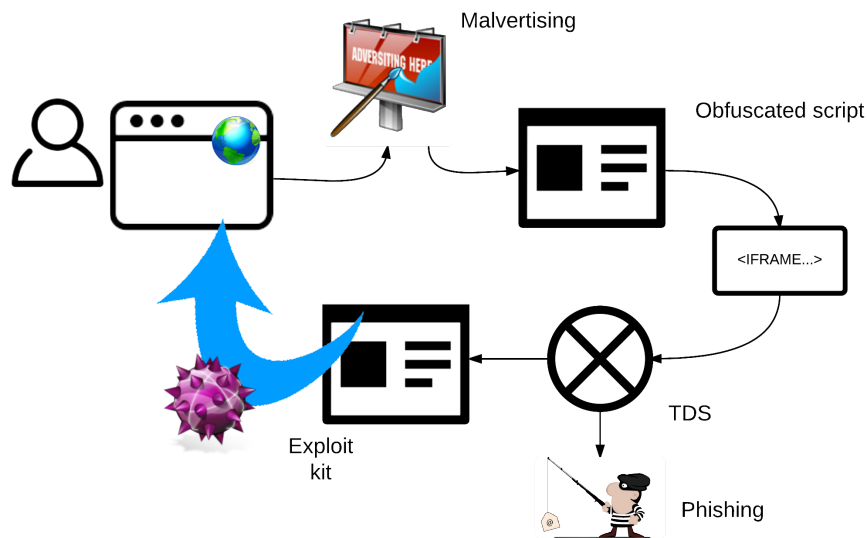 Malvertising
ADVERSITING HERE
Obfuscated script
<IFRAME...>
TDS
Exploit
kit
@
Phishing